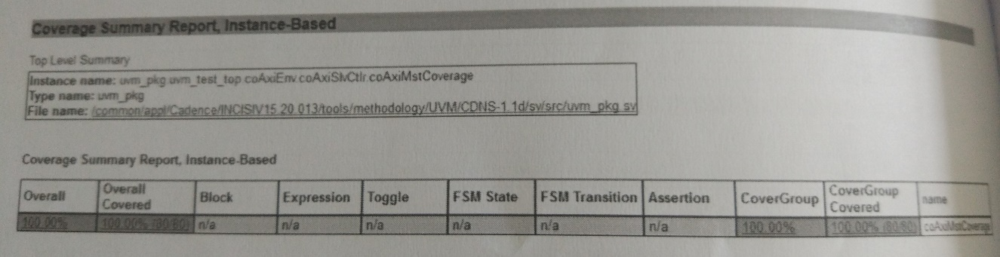 Coverage Summary Report, Instance-Based
Top Level Summary
Instance name: uvm_pkg.uvm_test_top.coAxiEnv.coAxiSlvCtlr.coAxiMstCoverage
Type name: uvm_pkg
File name: /common/appl/Cadence/INCISIV15.20.013/tools/methodology/UVM/CDNS-1.1d/sv/src/uvm_pkg.sv
Coverage Summary Report, Instance-Based
Overall Overall Covered Block Expression Toggle FSM State FSM Transition Assertion CoverGroup CoverGroup Covered name
100.00% 100.00% (80/80) n/a n/a n/a n/a n/a n/a 100.00% 100.00% (80/80) coAxiMstCoverage